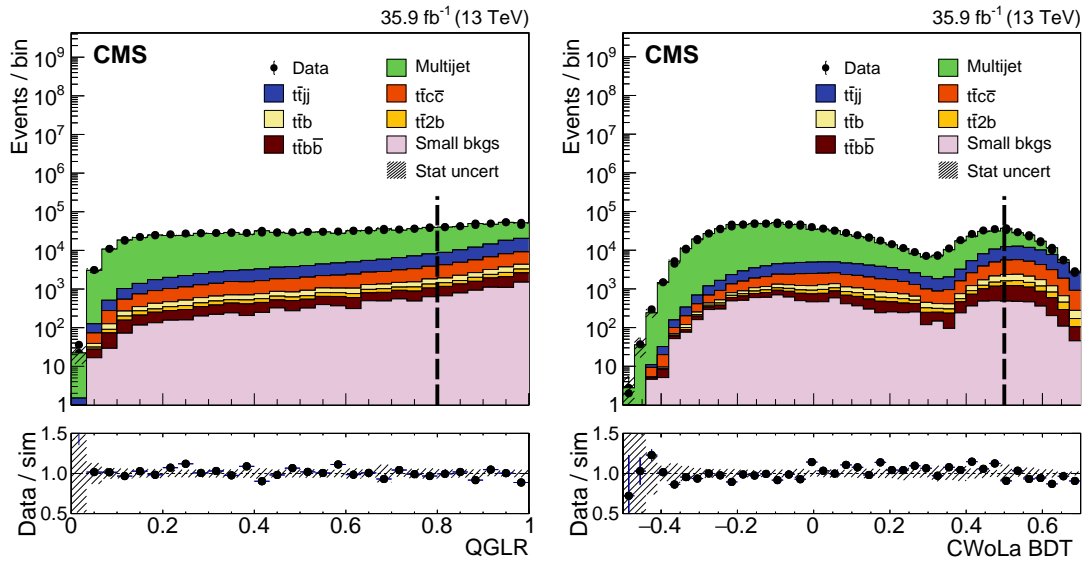 35.9 fb⁻¹ (13 TeV)
CMS
Events / bin
Data
Multijet
tt̄jj
tt̄cc̄
tt̄b
tt̄2b
tt̄bb̄
Small bkgs
Stat uncert
10⁹
10⁸
10⁷
10⁶
10⁵
10⁴
10³
10²
10
1
Data / sim
1.5
1.0
0.5
0 0.2 0.4 0.6 0.8 1
QGLR
35.9 fb⁻¹ (13 TeV)
CMS
Events / bin
Data
Multijet
tt̄jj
tt̄cc̄
tt̄b
tt̄2b
tt̄bb̄
Small bkgs
Stat uncert
10⁹
10⁸
10⁷
10⁶
10⁵
10⁴
10³
10²
10
1
Data / sim
1.5
1.0
0.5
−0.4 −0.2 0 0.2 0.4 0.6
CWoLa BDT